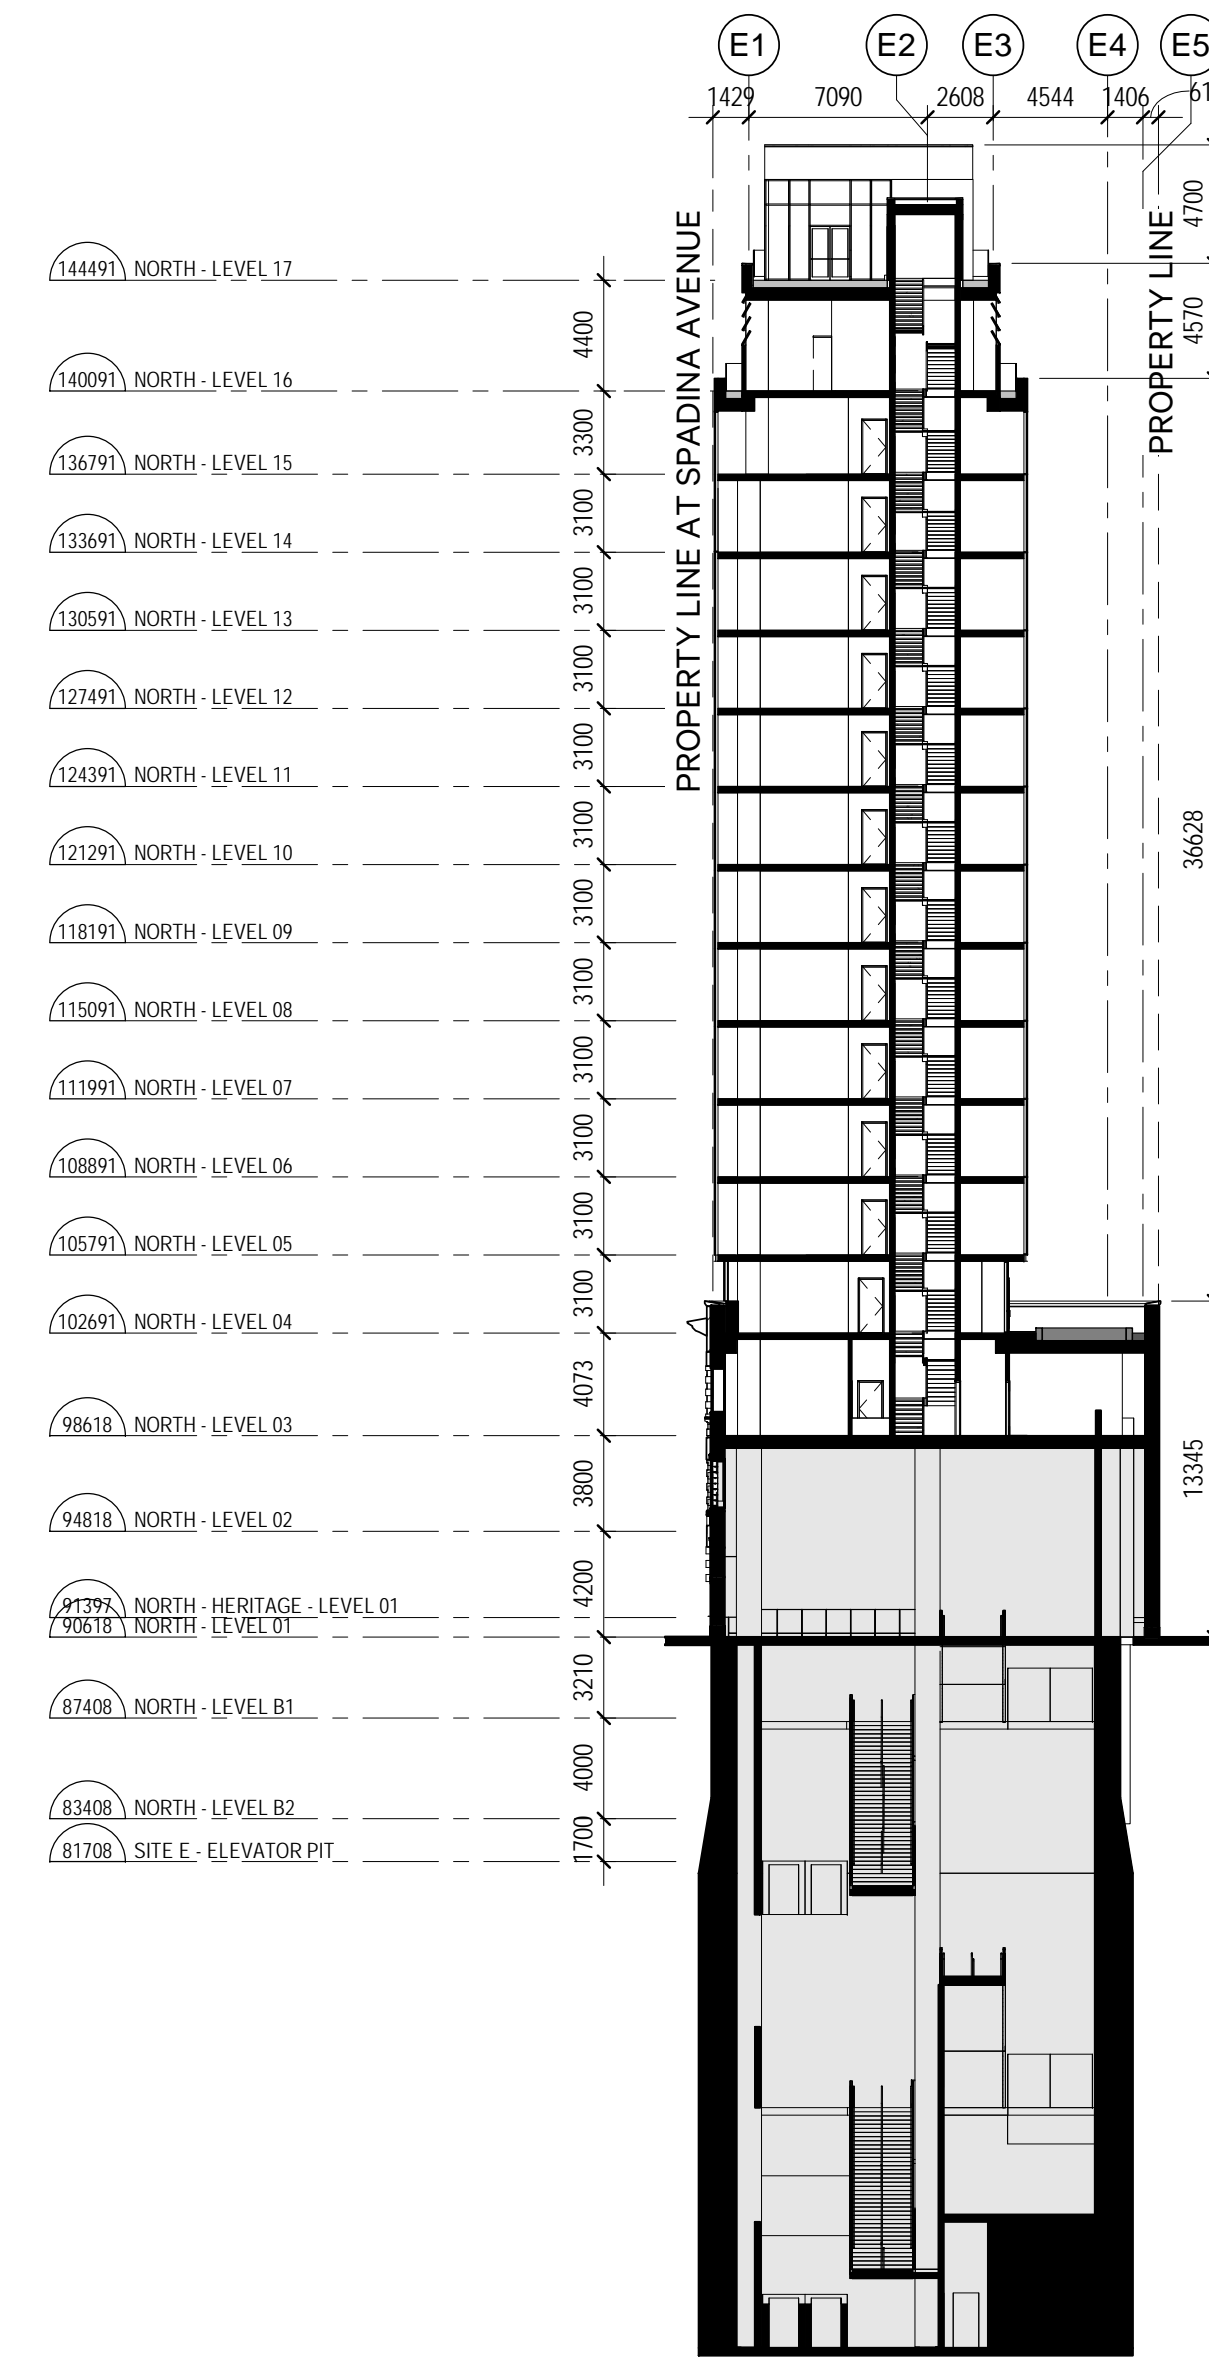 E1 E2 E3 E4 E5
1429 7090 2608 4544 1406 61
4700
PROPERTY LINE AT SPADINA AVENUE
PROPERTY LINE
144491 NORTH - LEVEL 17
4400
4570
140091 NORTH - LEVEL 16
3300
136791 NORTH - LEVEL 15
3100
133691 NORTH - LEVEL 14
3100
130591 NORTH - LEVEL 13
3100
127491 NORTH - LEVEL 12
3100
124391 NORTH - LEVEL 11
3100
36628
121291 NORTH - LEVEL 10
3100
118191 NORTH - LEVEL 09
3100
115091 NORTH - LEVEL 08
3100
111991 NORTH - LEVEL 07
3100
108891 NORTH - LEVEL 06
3100
105791 NORTH - LEVEL 05
3100
102691 NORTH - LEVEL 04
4073
98618 NORTH - LEVEL 03
3800
13345
94818 NORTH - LEVEL 02
4200
91397 NORTH - HERITAGE - LEVEL 01
90618 NORTH - LEVEL 01
3210
87408 NORTH - LEVEL B1
4000
83408 NORTH - LEVEL B2
1700
81708 SITE E - ELEVATOR PIT